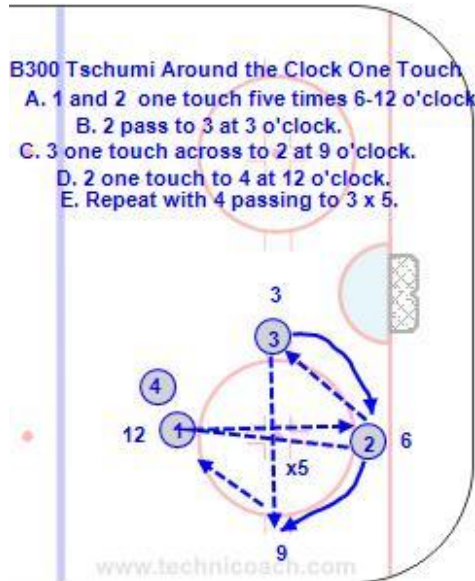 B300 Tschumi Around the Clock One Touch
A. 1 and 2 one touch five times 6-12 o'clock
B. 2 pass to 3 at 3 o'clock.
C. 3 one touch across to 2 at 9 o'clock.
D. 2 one touch to 4 at 12 o'clock.
E. Repeat with 4 passing to 3 x 5.
3
3
4
12 1 2 6
x5
9
www.technicoach.com